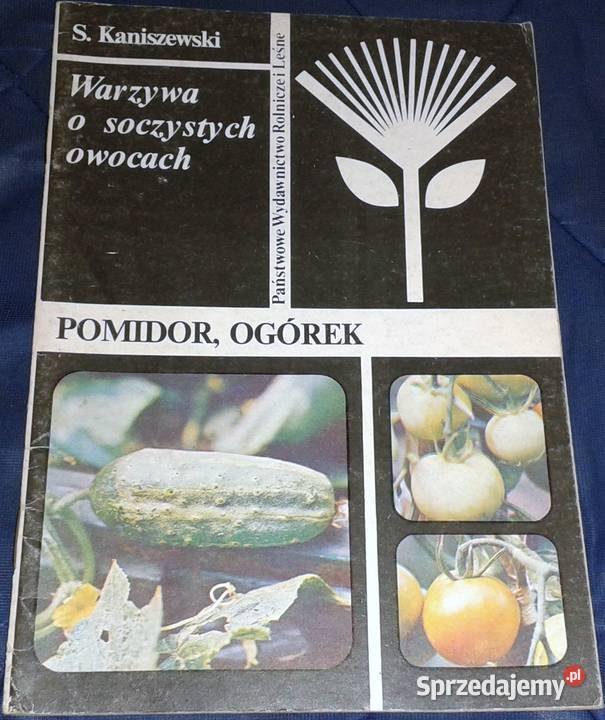 S. Kaniszewski
Warzywa
o soczystych
owocach
Państwowe Wydawnictwo Rolnicze i Leśne
POMIDOR, OGÓREK
Sprzedajemy.pl